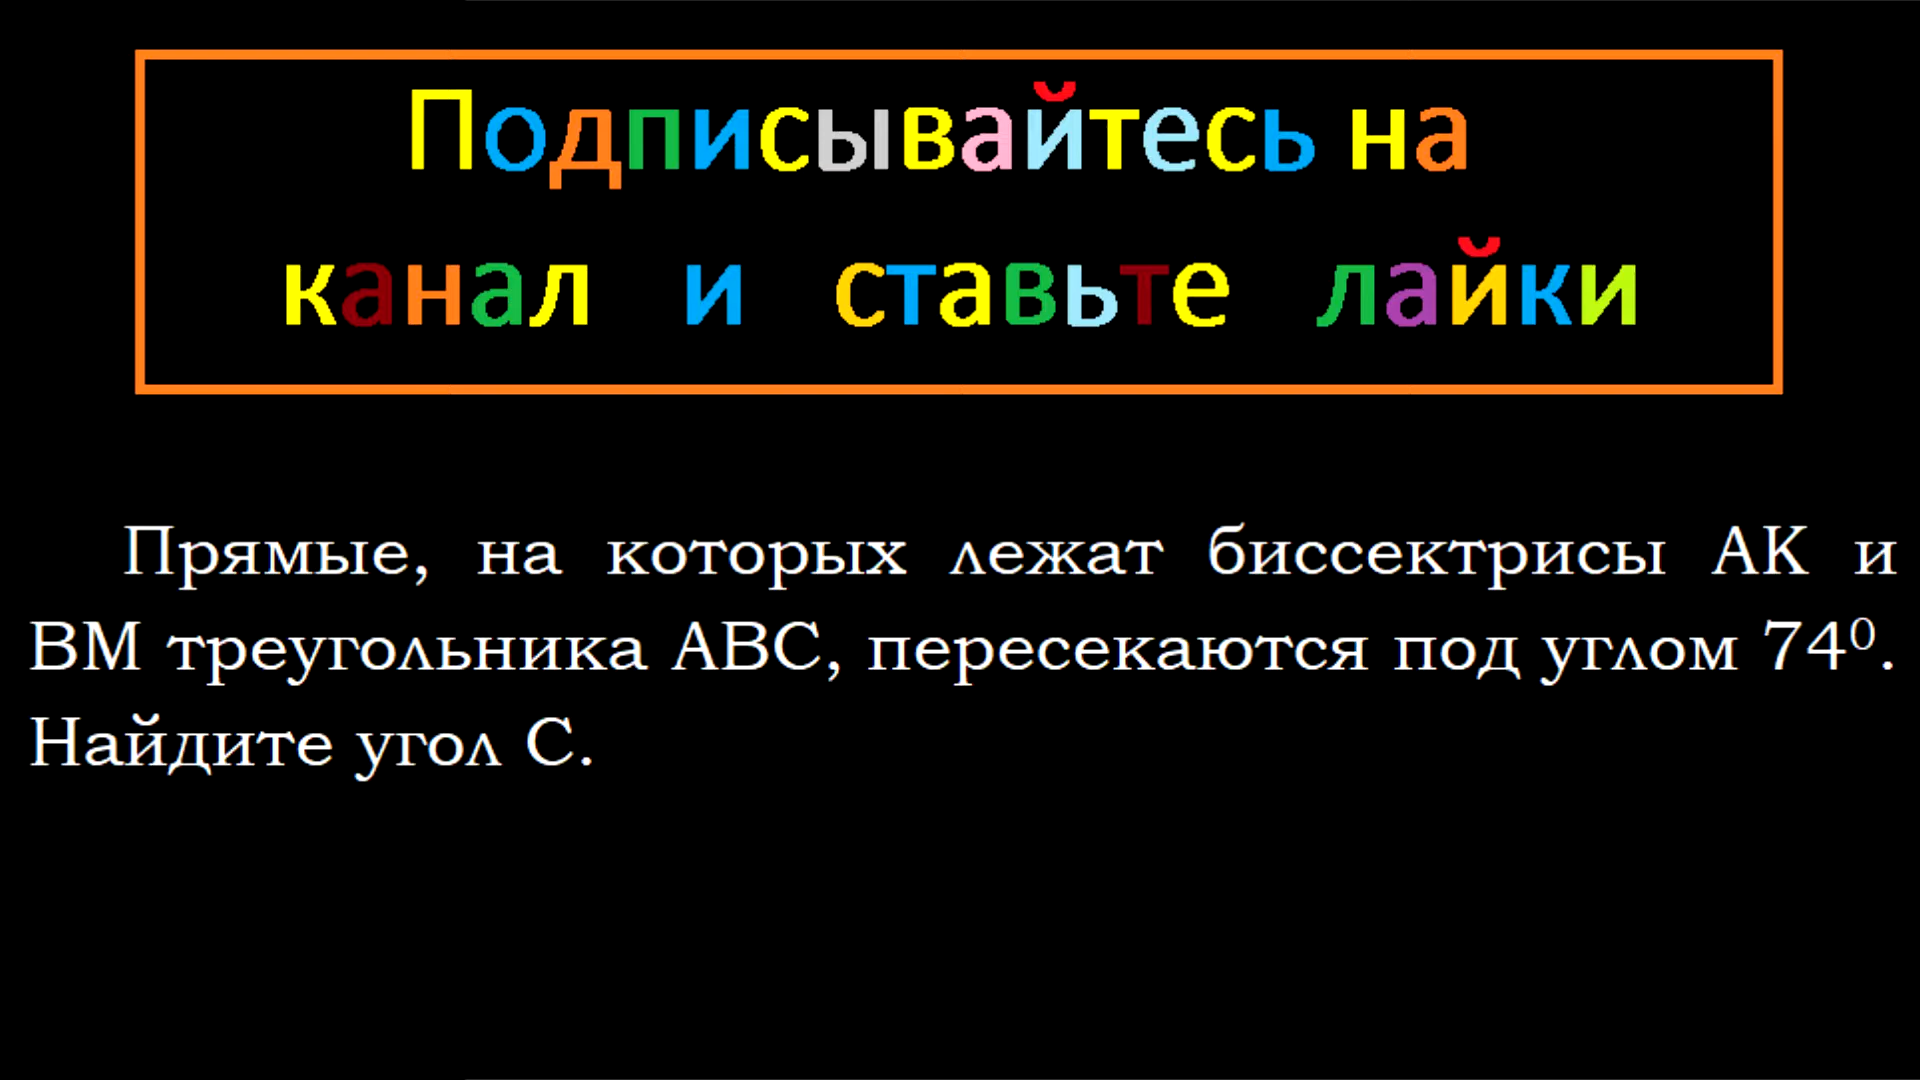 Подписывайтесь на
канал и ставьте лайки
Прямые, на которых лежат биссектрисы АК и
ВМ треугольника АВС, пересекаются под углом 74⁰.
Найдите угол С.